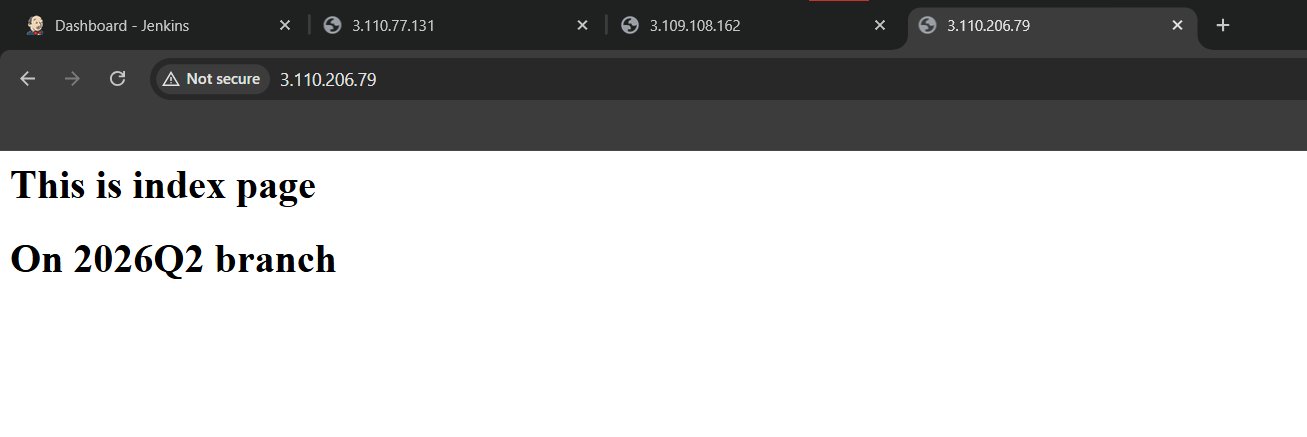 Dashboard - Jenkins
3.110.77.131
3.109.108.162
3.110.206.79
Not secure
3.110.206.79
This is index page
On 2026Q2 branch